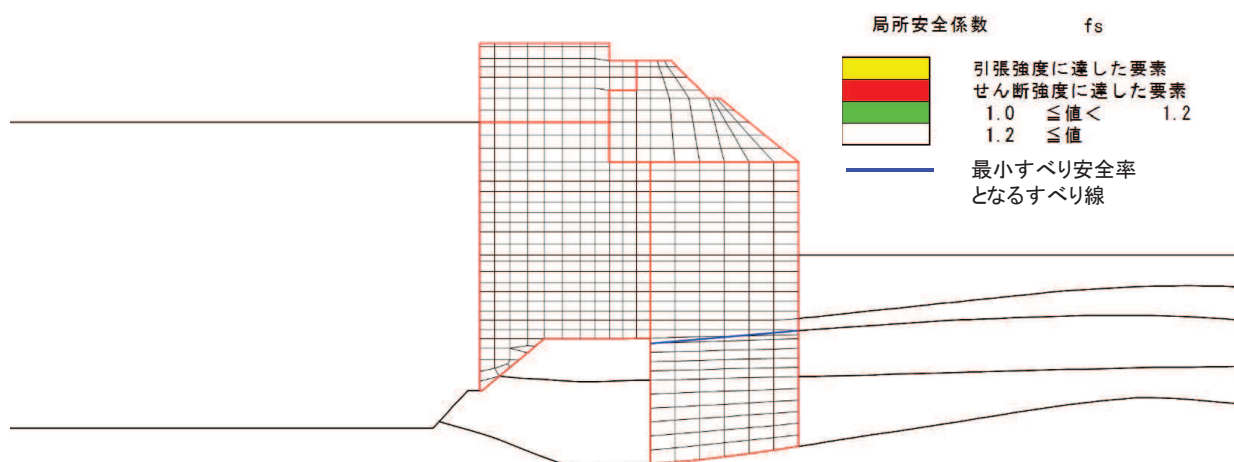 局所安全係数 fs
引張強度に達した要素
せん断強度に達した要素
1.0 ≦値< 1.2
1.2 ≦値
最小すべり安全率
となるすべり線